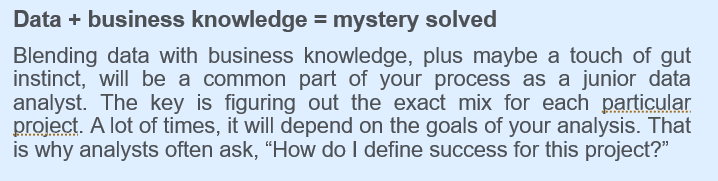 Data + business knowledge = mystery solved
Blending data with business knowledge, plus maybe a touch of gut
instinct, will be a common part of your process as a junior data
analyst. The key is figuring out the exact mix for each particular
project. A lot of times, it will depend on the goals of your analysis. That
is why analysts often ask, “How do I define success for this project?”